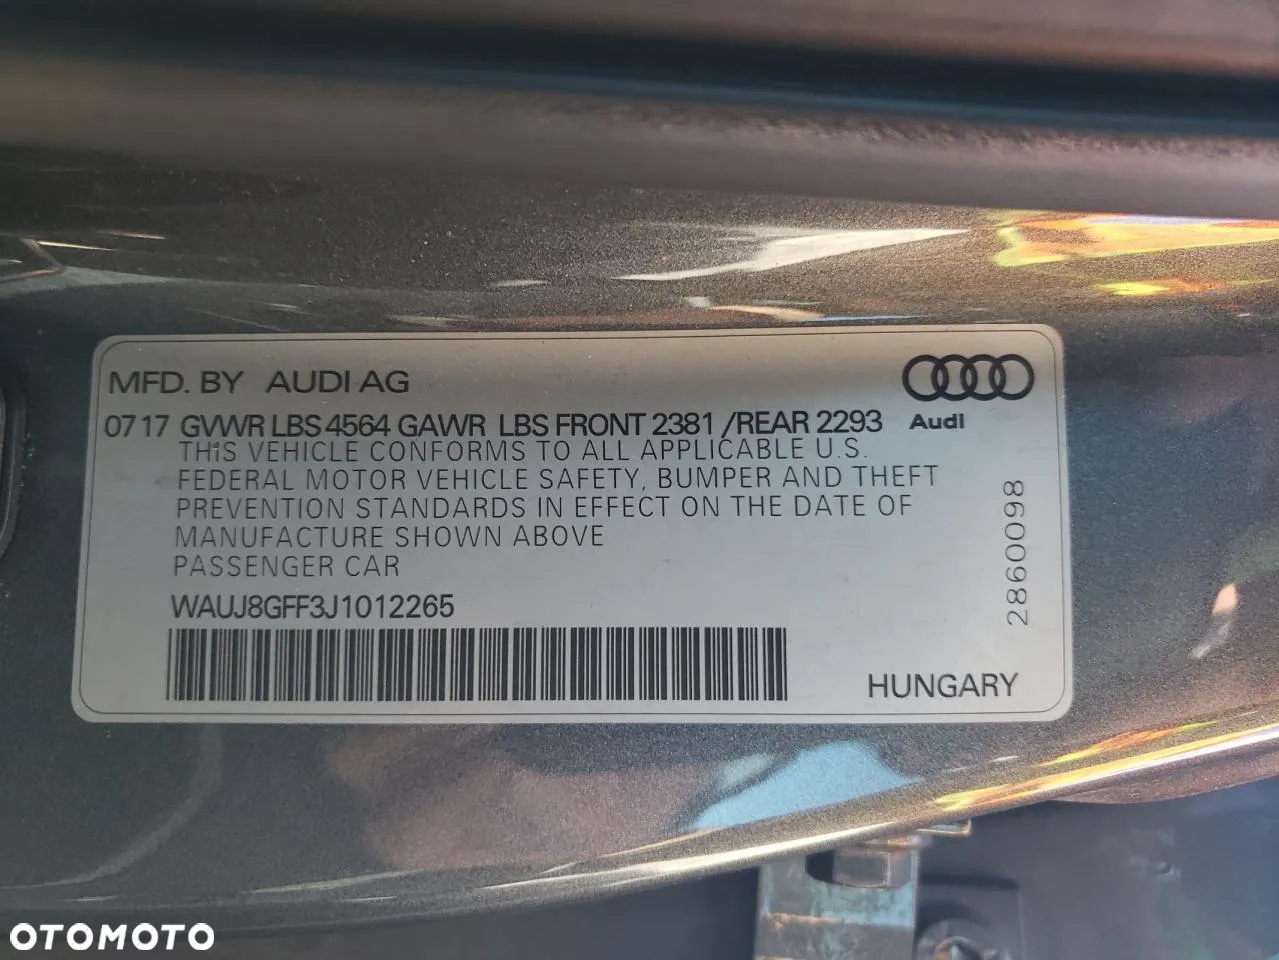 MFD. BY AUDI AG
07 17 GVWR LBS 4564 GAWR LBS FRONT 2381 /REAR 2293
Audi
THIS VEHICLE CONFORMS TO ALL APPLICABLE U.S.
FEDERAL MOTOR VEHICLE SAFETY, BUMPER AND THEFT
PREVENTION STANDARDS IN EFFECT ON THE DATE OF
MANUFACTURE SHOWN ABOVE
PASSENGER CAR
WAUJ8GFF3J1012265
2860098
HUNGARY
OTOMOTO